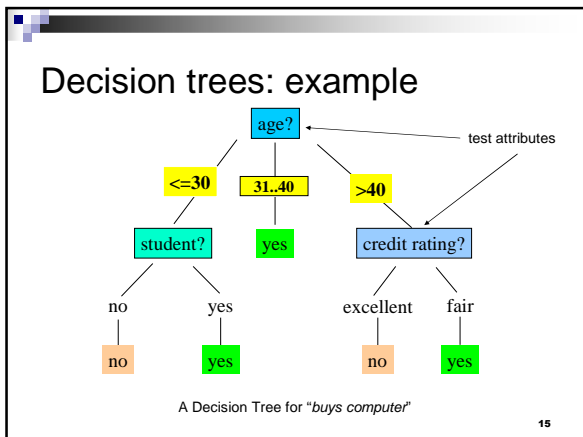 Decision trees: example
age?
test attributes
<=30
31..40
>40
student?
yes
credit rating?
no
yes
excellent
fair
no
yes
no
yes
A Decision Tree for "buys computer"
15